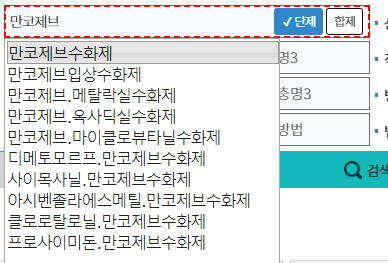 만코제브
✓단제
합제
만코제브수화제
만코제브입상수화제
만코제브.메탈락실수화제
만코제브.옥사딕실수화제
만코제브.마이클로뷰타닐수화제
디메토모르프.만코제브수화제
사이목사닐.만코제브수화제
아시벤졸라에스메틸.만코제브수화제
클로로탈로닐.만코제브수화제
프로사이미돈.만코제브수화제
명3
충명3
방법
검색